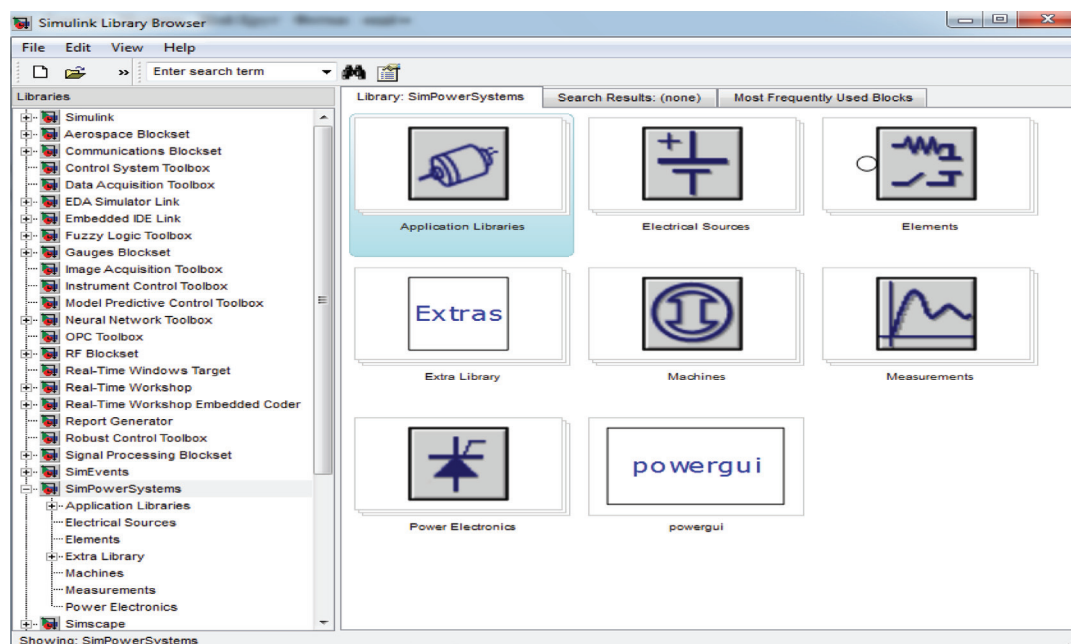 Simulink Library Browser
File Edit View Help
» Enter search term
Libraries
Simulink
Aerospace Blockset
Communications Blockset
Control System Toolbox
Data Acquisition Toolbox
EDA Simulator Link
Embedded IDE Link
Fuzzy Logic Toolbox
Gauges Blockset
Image Acquisition Toolbox
Instrument Control Toolbox
Model Predictive Control Toolbox
Neural Network Toolbox
OPC Toolbox
RF Blockset
Real-Time Windows Target
Real-Time Workshop
Real-Time Workshop Embedded Coder
Report Generator
Robust Control Toolbox
Signal Processing Blockset
SimEvents
SimPowerSystems
Application Libraries
Electrical Sources
Elements
Extra Library
Machines
Measurements
Power Electronics
Simscape
Library: SimPowerSystems Search Results: (none) Most Frequently Used Blocks
Application Libraries Electrical Sources Elements
Extras
Extra Library Machines Measurements
powergui
Power Electronics powergui
Showing: SimPowerSystems